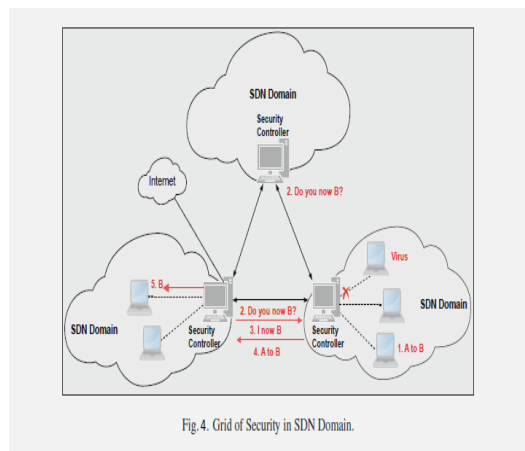 SDN Domain
Security
Controller
2. Do you now B?
Internet
Virus
5. B
SDN Domain
Security
Controller
2. Do you now B?
3. I now B
4. A to B
Security
Controller
SDN Domain
1. A to B
Fig. 4. Grid of Security in SDN Domain.